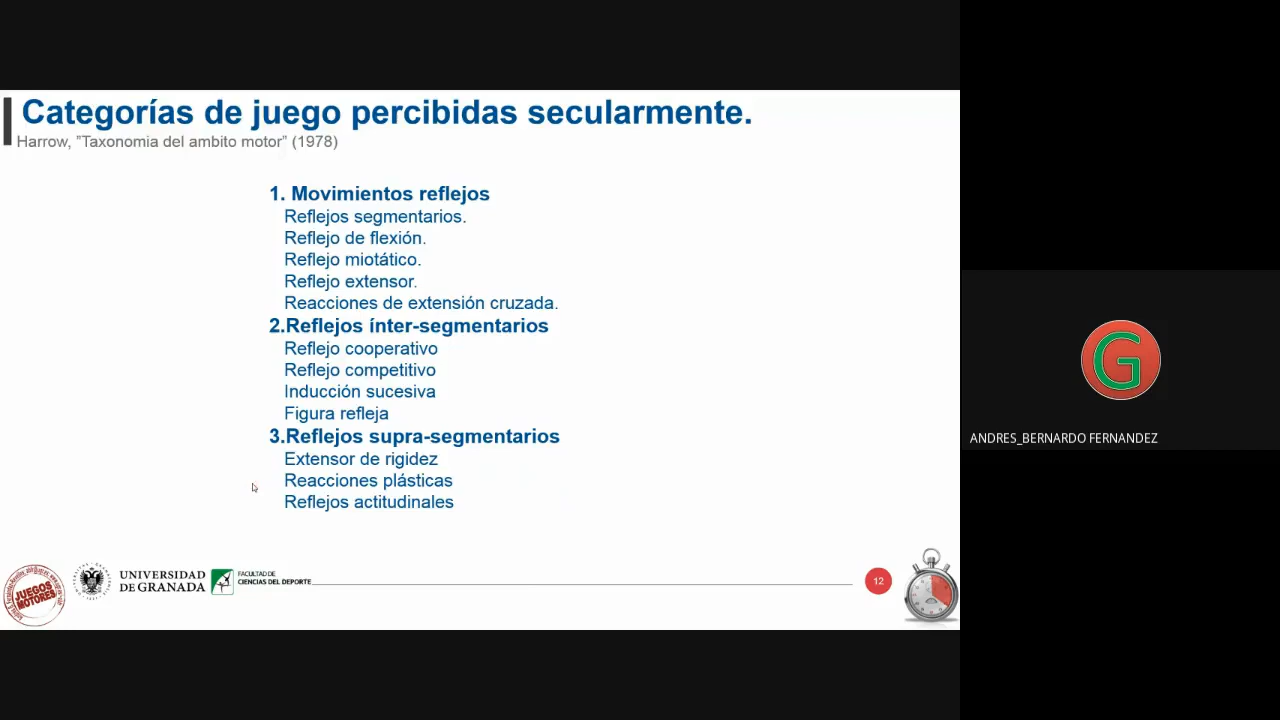 Categorías de juego percibidas secularmente.
Harrow, ”Taxonomia del ambito motor” (1978)
1. Movimientos reflejos
Reflejos segmentarios.
Reflejo de flexión.
Reflejo miotático.
Reflejo extensor.
Reacciones de extensión cruzada.
2.Reflejos ínter-segmentarios
Reflejo cooperativo
Reflejo competitivo
Inducción sucesiva
Figura refleja
3.Reflejos supra-segmentarios
Extensor de rigidez
Reacciones plásticas
Reflejos actitudinales
JUEGOS
MOTORES
UNIVERSIDAD
DE GRANADA
FACULTAD DE
CIENCIAS DEL DEPORTE
12
G
ANDRES_BERNARDO FERNANDEZ